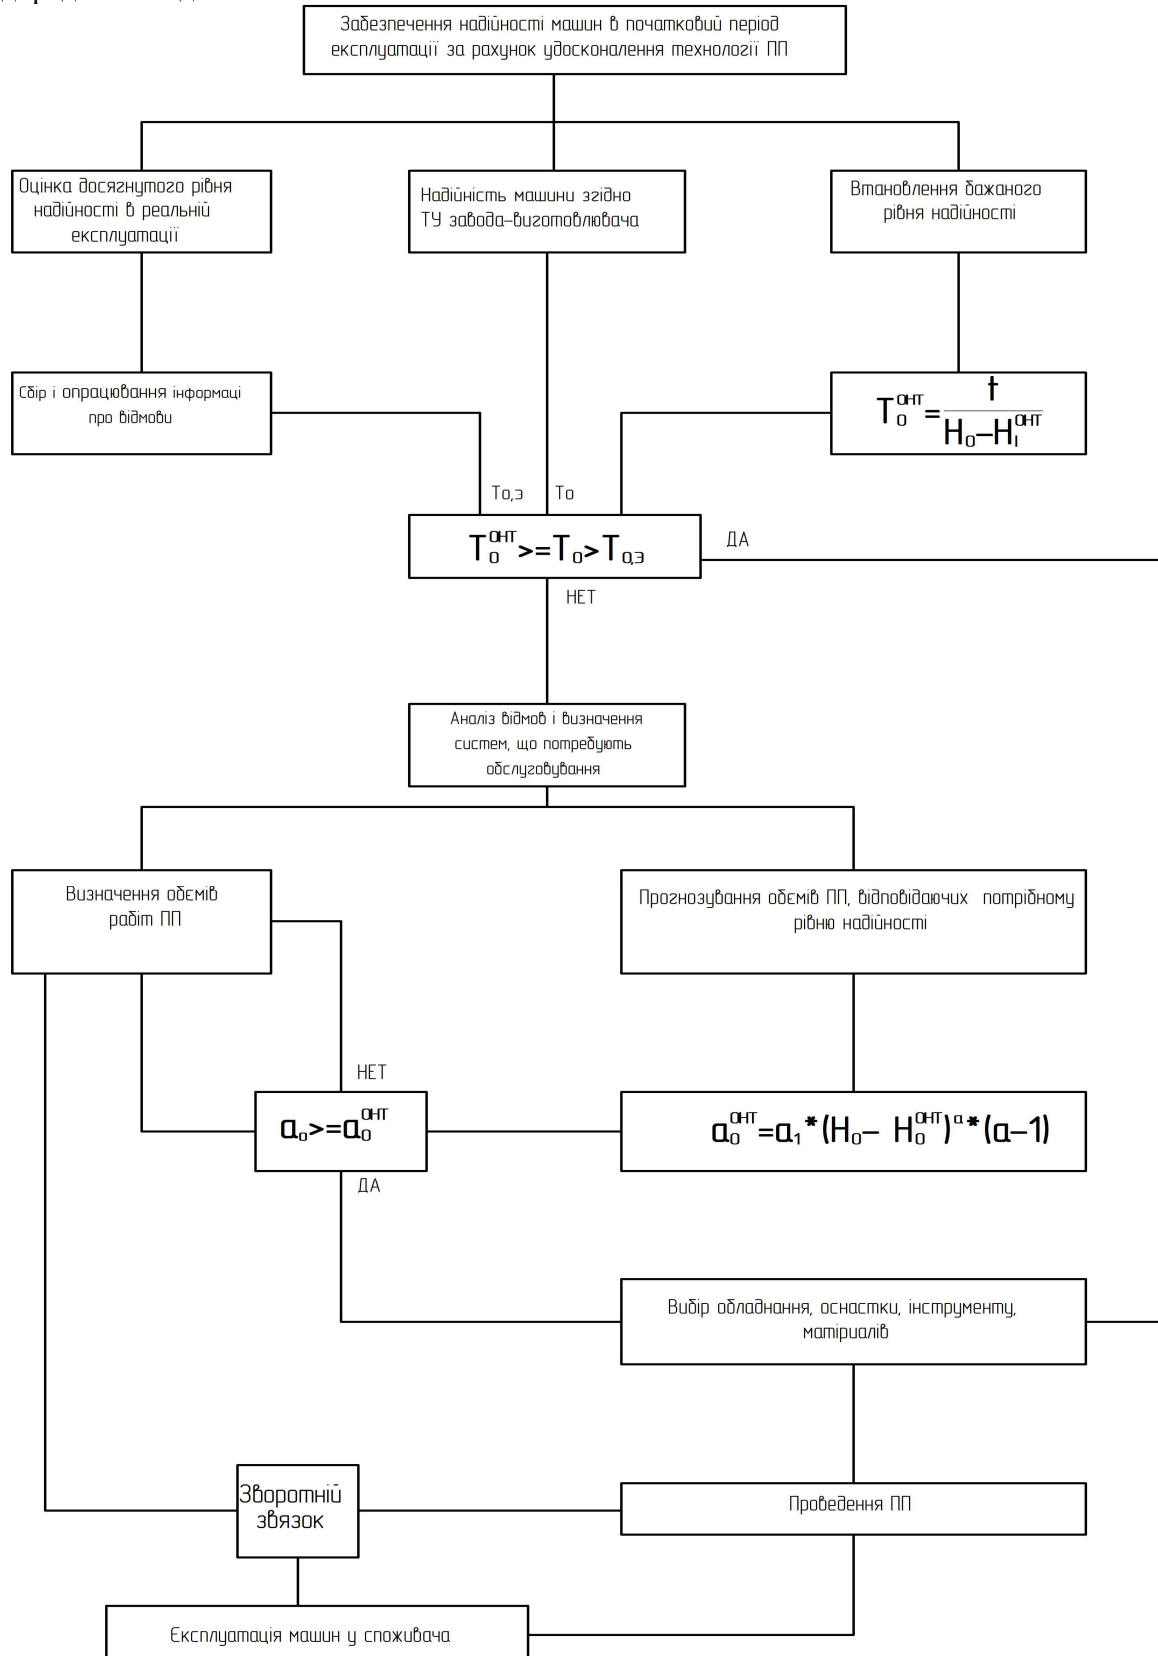 Забезпечення надійності машин в початковий період
експлуатації за рахунок удосконалення технології ПП
Оцінка досягнутого рівня
надійності в реальній
експлуатації
Надійність машини згідно
ТУ завода-виготовлювача
Втановлення бажаного
рівня надійності
Сбір і опрацювання інформаці
про відмови
T₀ᴼᴴᵀ = t / H₀–H₁ᴼᴴᵀ
То,э
То
T₀ᴼᴴᵀ >= T₀ > T₀,э
ДА
НЕТ
Аналіз відмов і визначення
систем, що потребують
обслуговування
Визначення обємів
рабіт ПП
Прогнозування обємів ПП, відповідаючих потрібному
рівню надійності
НЕТ
a₀ >= a₀ᴼᴴᵀ
a₀ᴼᴴᵀ = a₁*(H₀– H₀ᴼᴴᵀ)ᵅ*(a–1)
ДА
Вибір обладнання, оснастки, інструменту,
матіриалів
Зворотній
звязок
Проведення ПП
Експлуатація машин у споживача